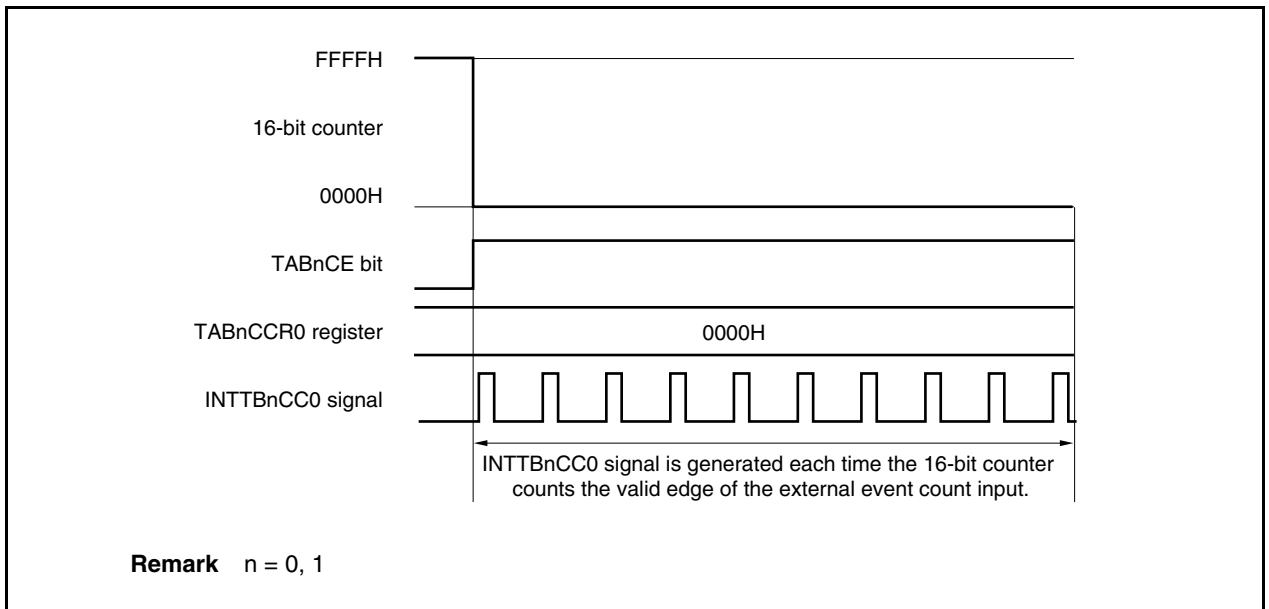 FFFFH
16-bit counter
0000H
TABnCE bit
TABnCCR0 register
0000H
INTTBnCC0 signal
INTTBnCC0 signal is generated each time the 16-bit counter
counts the valid edge of the external event count input.
Remark n = 0, 1